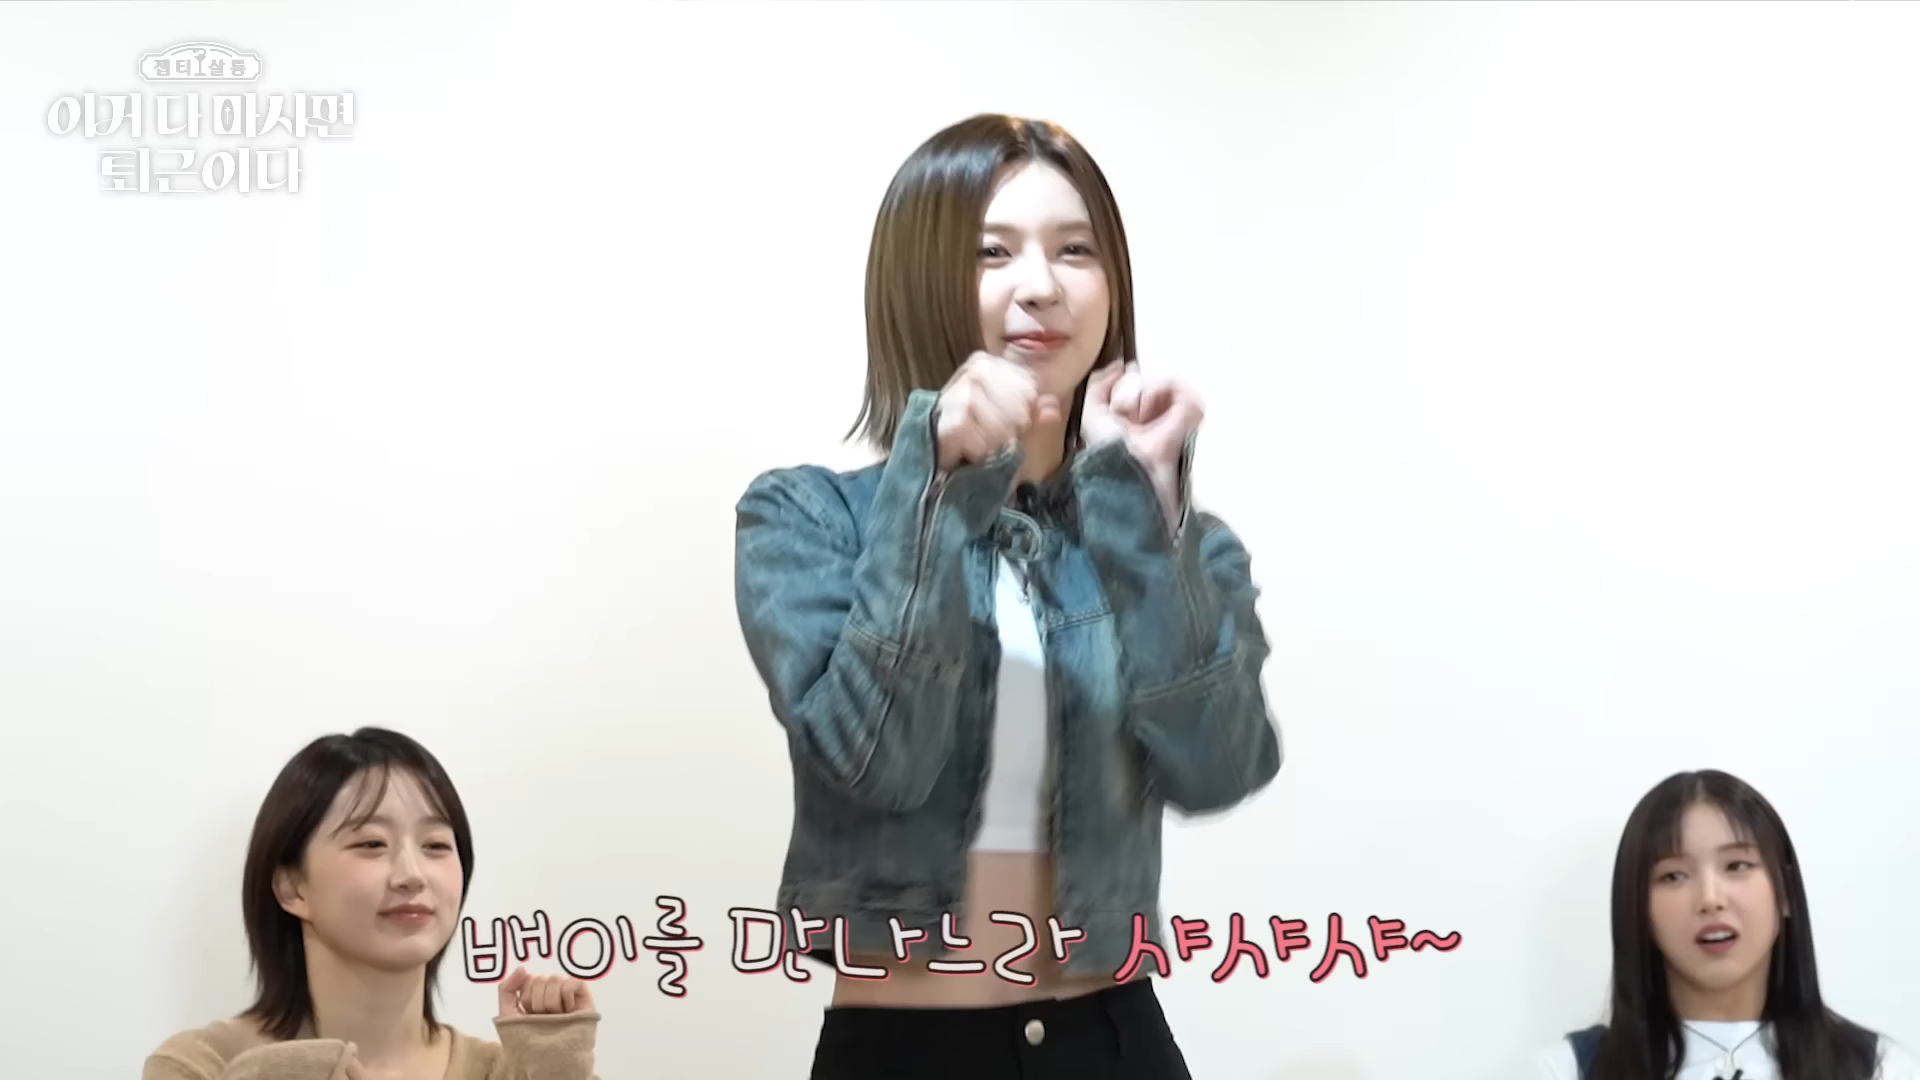 잽티살롱
이거 다 마시면
퇴근이다
배이를 만나느라 샤샤샤~